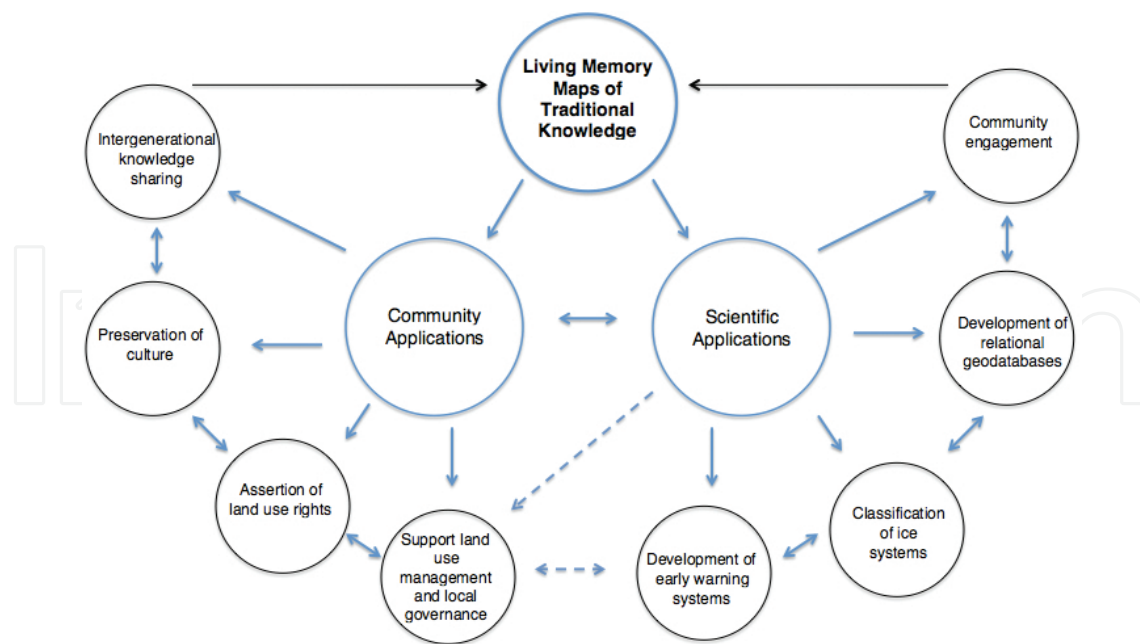 Living Memory
Maps of
Traditional
Knowledge
Intergenerational
knowledge
sharing
Community
engagement
Community
Applications
Scientific
Applications
Preservation of
culture
Development of
relational
geodatabases
Assertion of
land use rights
Classification
of ice
systems
Support land
use
management
and local
governance
Development of
early warning
systems